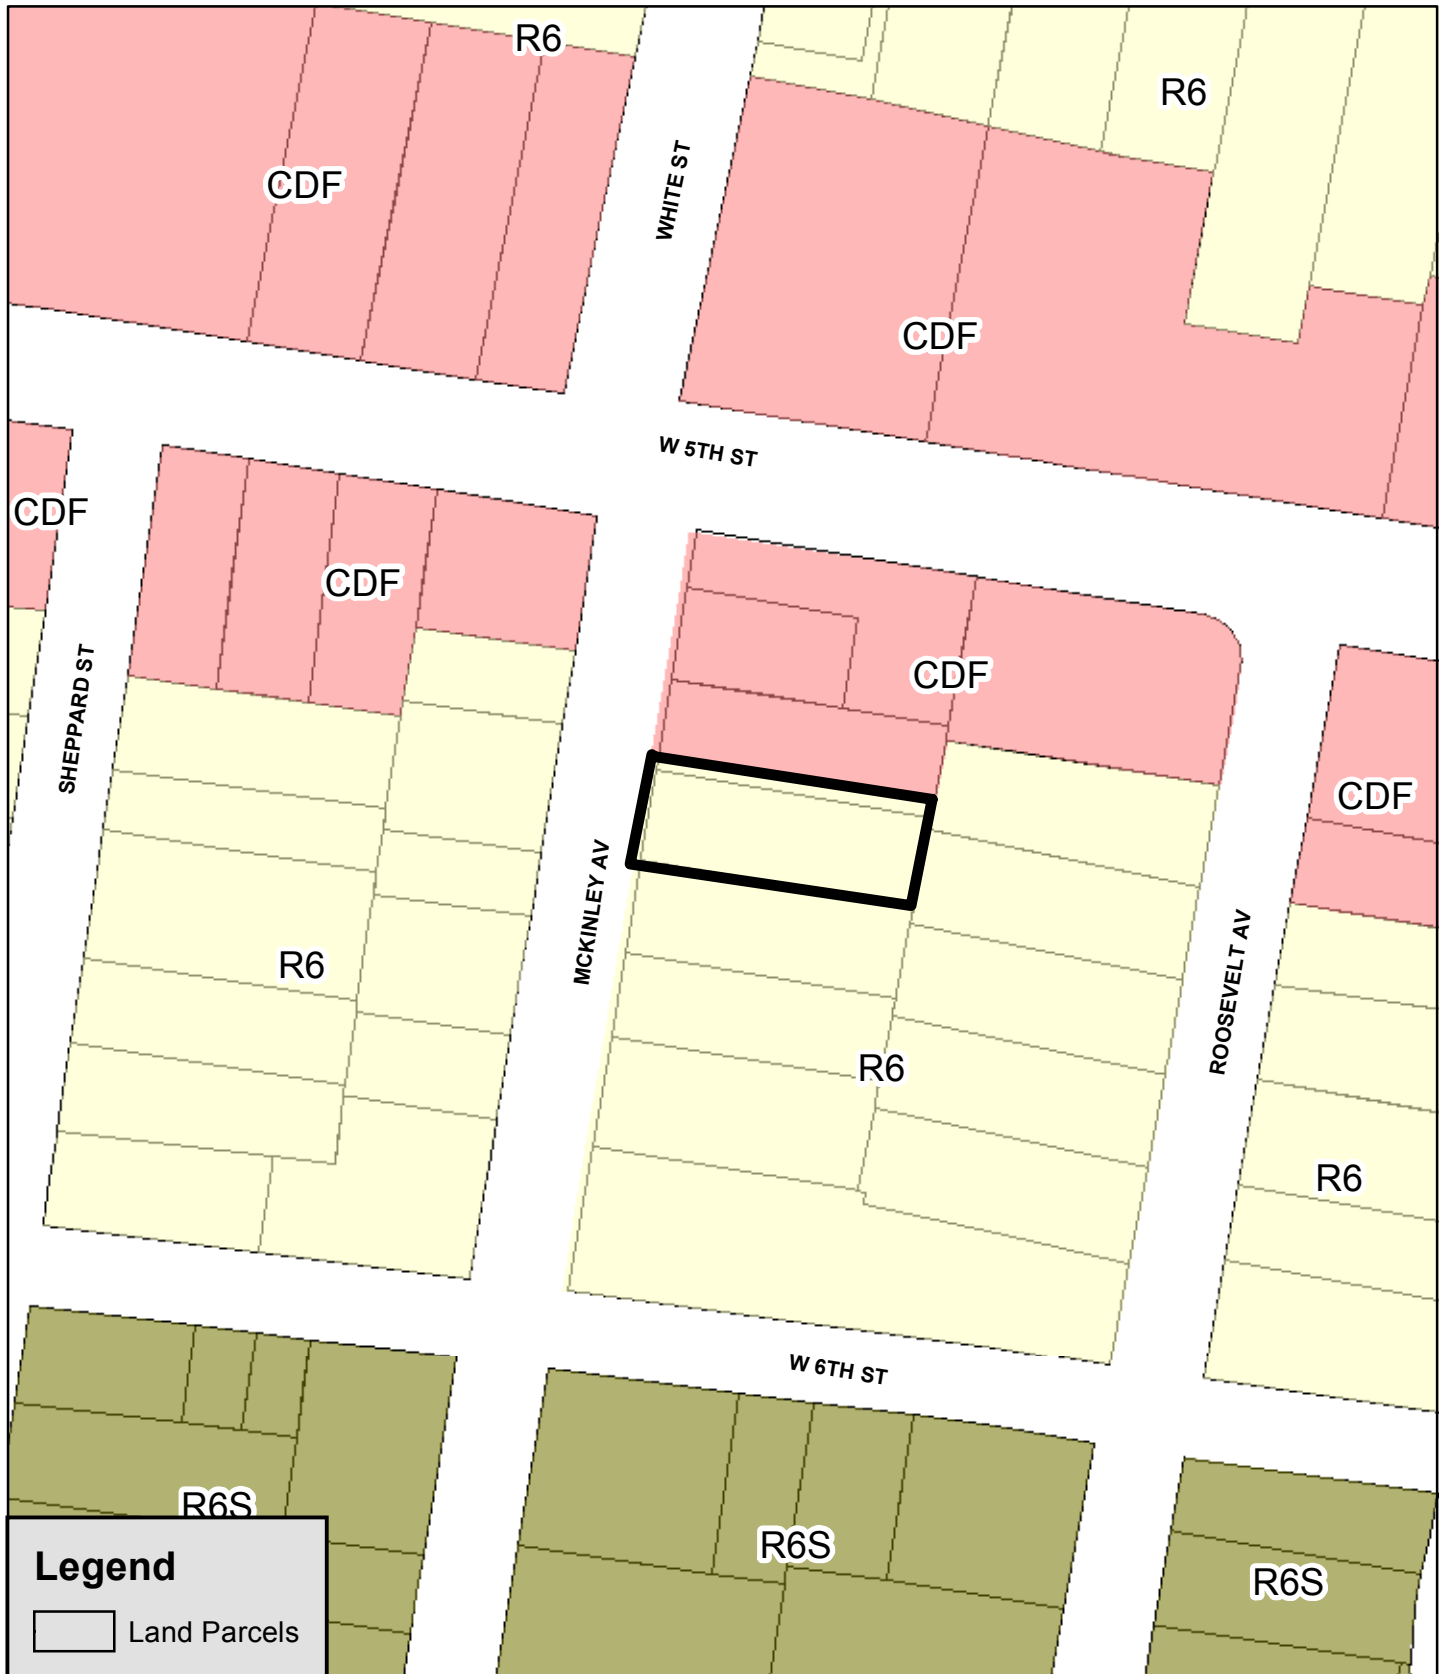 R6
R6
WHITE ST
CDF
CDF
W 5TH ST
CDF
CDF
CDF
SHEPPARD ST
CDF
MCKINLEY AV
R6
ROOSEVELT AV
R6
R6
W 6TH ST
R6S
R6S
R6S
Legend
Land Parcels